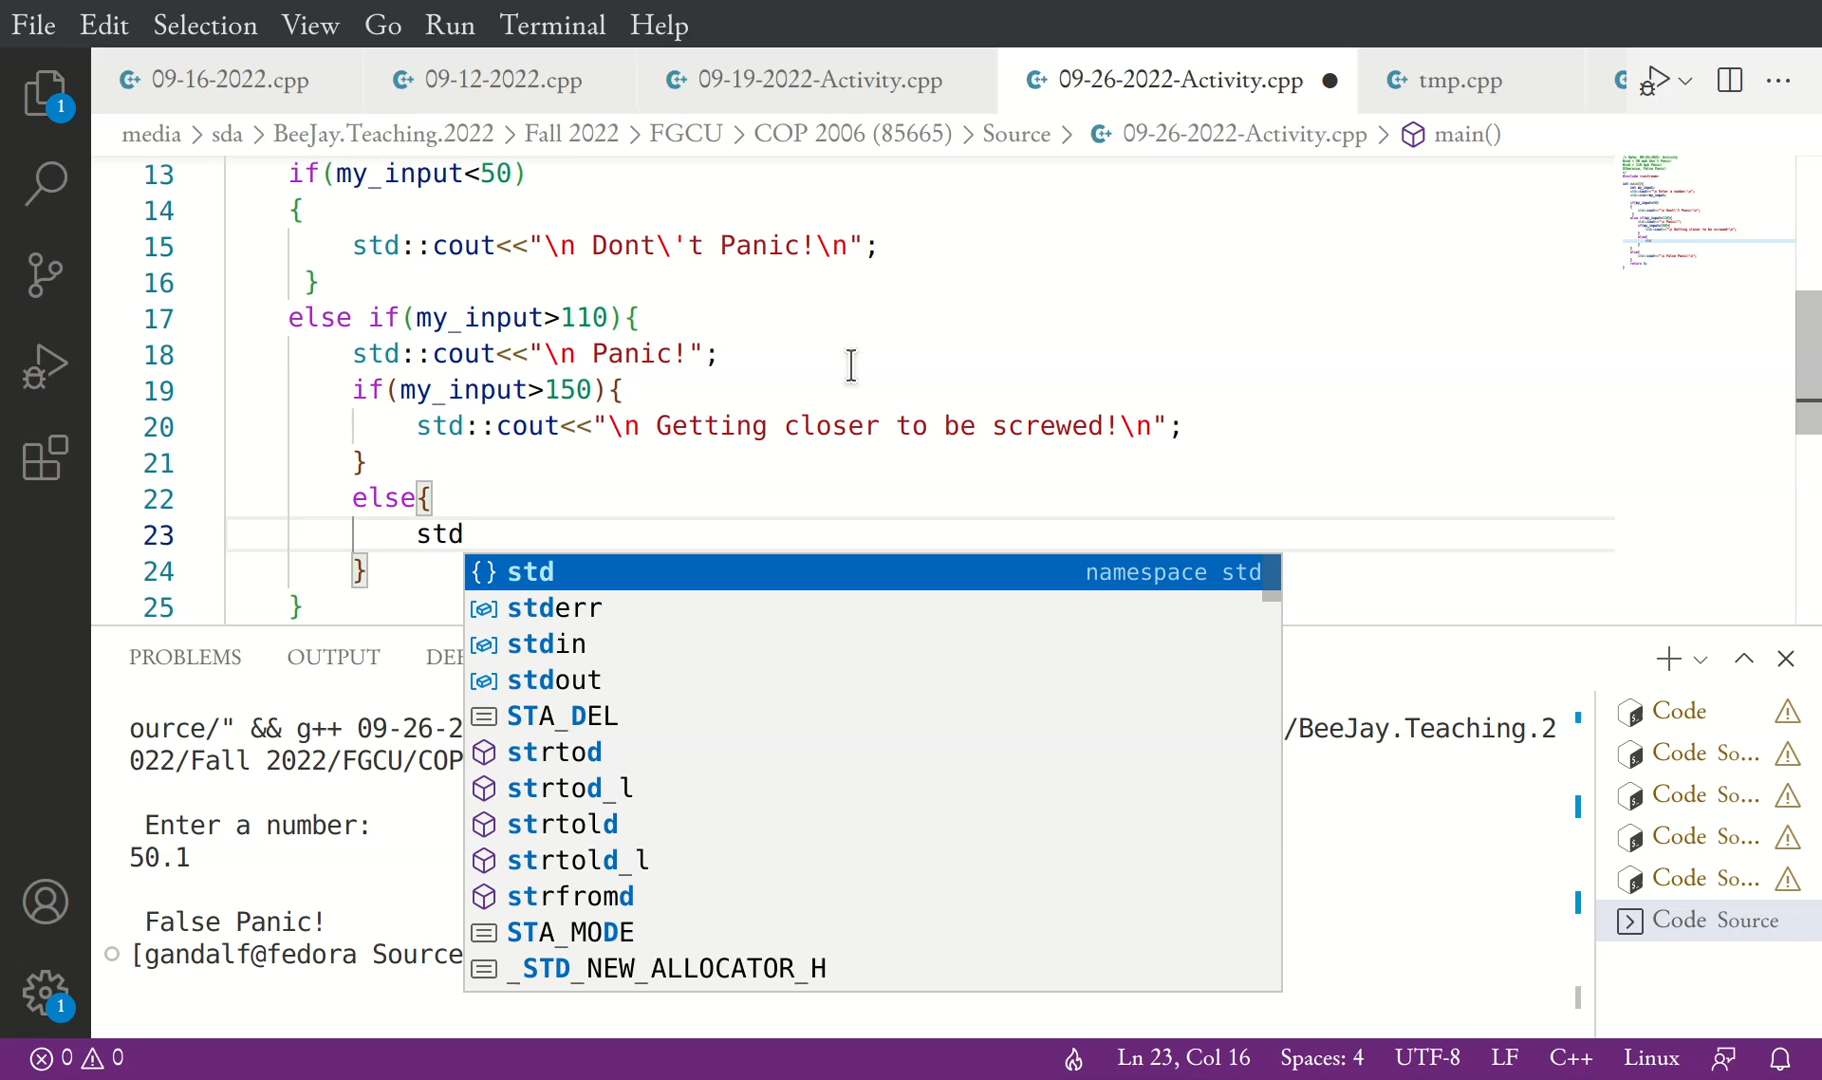 File Edit Selection View Go Run Terminal Help
09-16-2022.cpp 09-12-2022.cpp 09-19-2022-Activity.cpp 09-26-2022-Activity.cpp tmp.cpp
media > sda > BeeJay.Teaching.2022 > Fall 2022 > FGCU > COP 2006 (85665) > Source > 09-26-2022-Activity.cpp > main()
13 if(my_input<50)
14 {
15 std::cout<<"\n Dont\'t Panic!\n";
16 }
17 else if(my_input>110){
18 std::cout<<"\n Panic!";
19 if(my_input>150){
20 std::cout<<"\n Getting closer to be screwed!\n";
21 }
22 else{
23 std
24 }
25 }
{} std namespace std
stderr
stdin
stdout
STA_DEL
strtod
strtod_l
strtold
strtold_l
strfromd
STA_MODE
_STD_NEW_ALLOCATOR_H
PROBLEMS OUTPUT DEE
ource/" && g++ 09-26-2 /BeeJay.Teaching.2
022/Fall 2022/FGCU/COP
Enter a number:
50.1
False Panic!
[gandalf@fedora Source
Code
Code So...
Code So...
Code So...
Code So...
Code Source
1
1
0 0 Ln 23, Col 16 Spaces: 4 UTF-8 LF C++ Linux